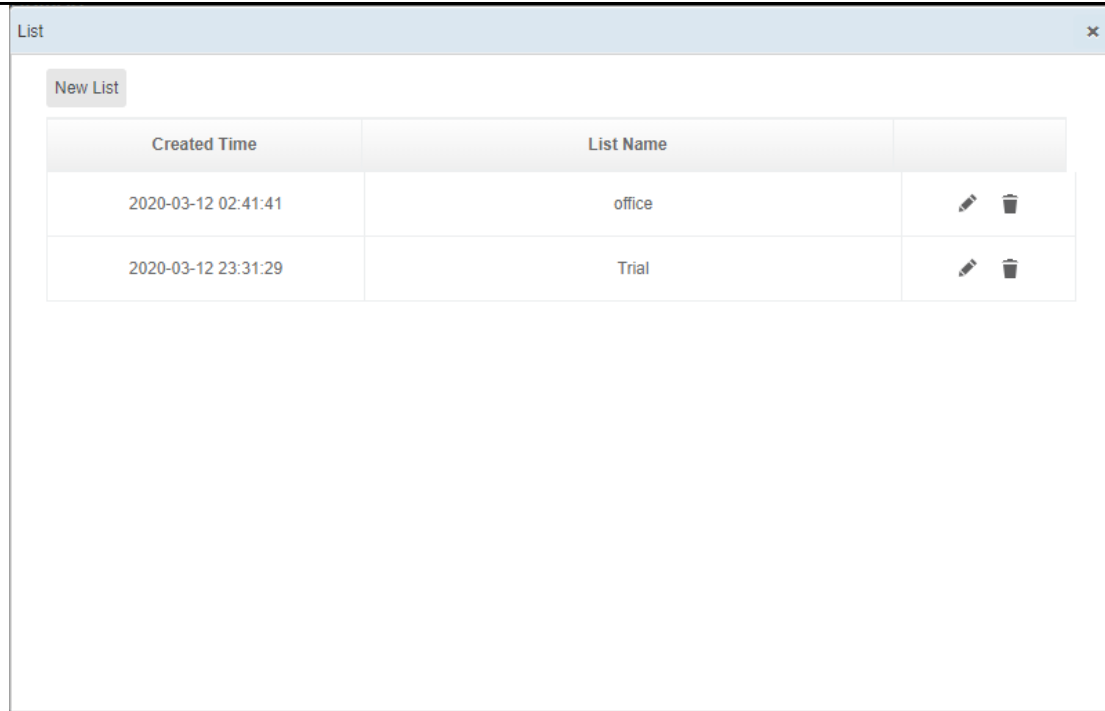 List
New List
Created Time List Name
2020-03-12 02:41:41 office
2020-03-12 23:31:29 Trial